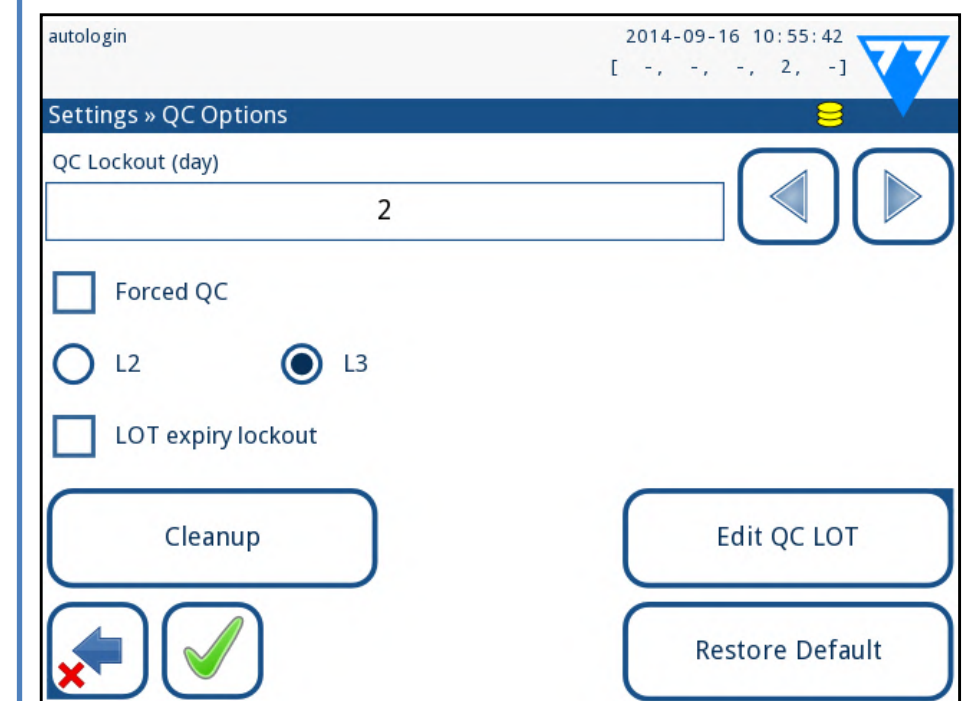 autologin 2014-09-16 10:55:42
[ -, -, -, 2, -]
Settings » QC Options
QC Lockout (day)
2
Forced QC
L2 L3
LOT expiry lockout
Cleanup Edit QC LOT
Restore Default